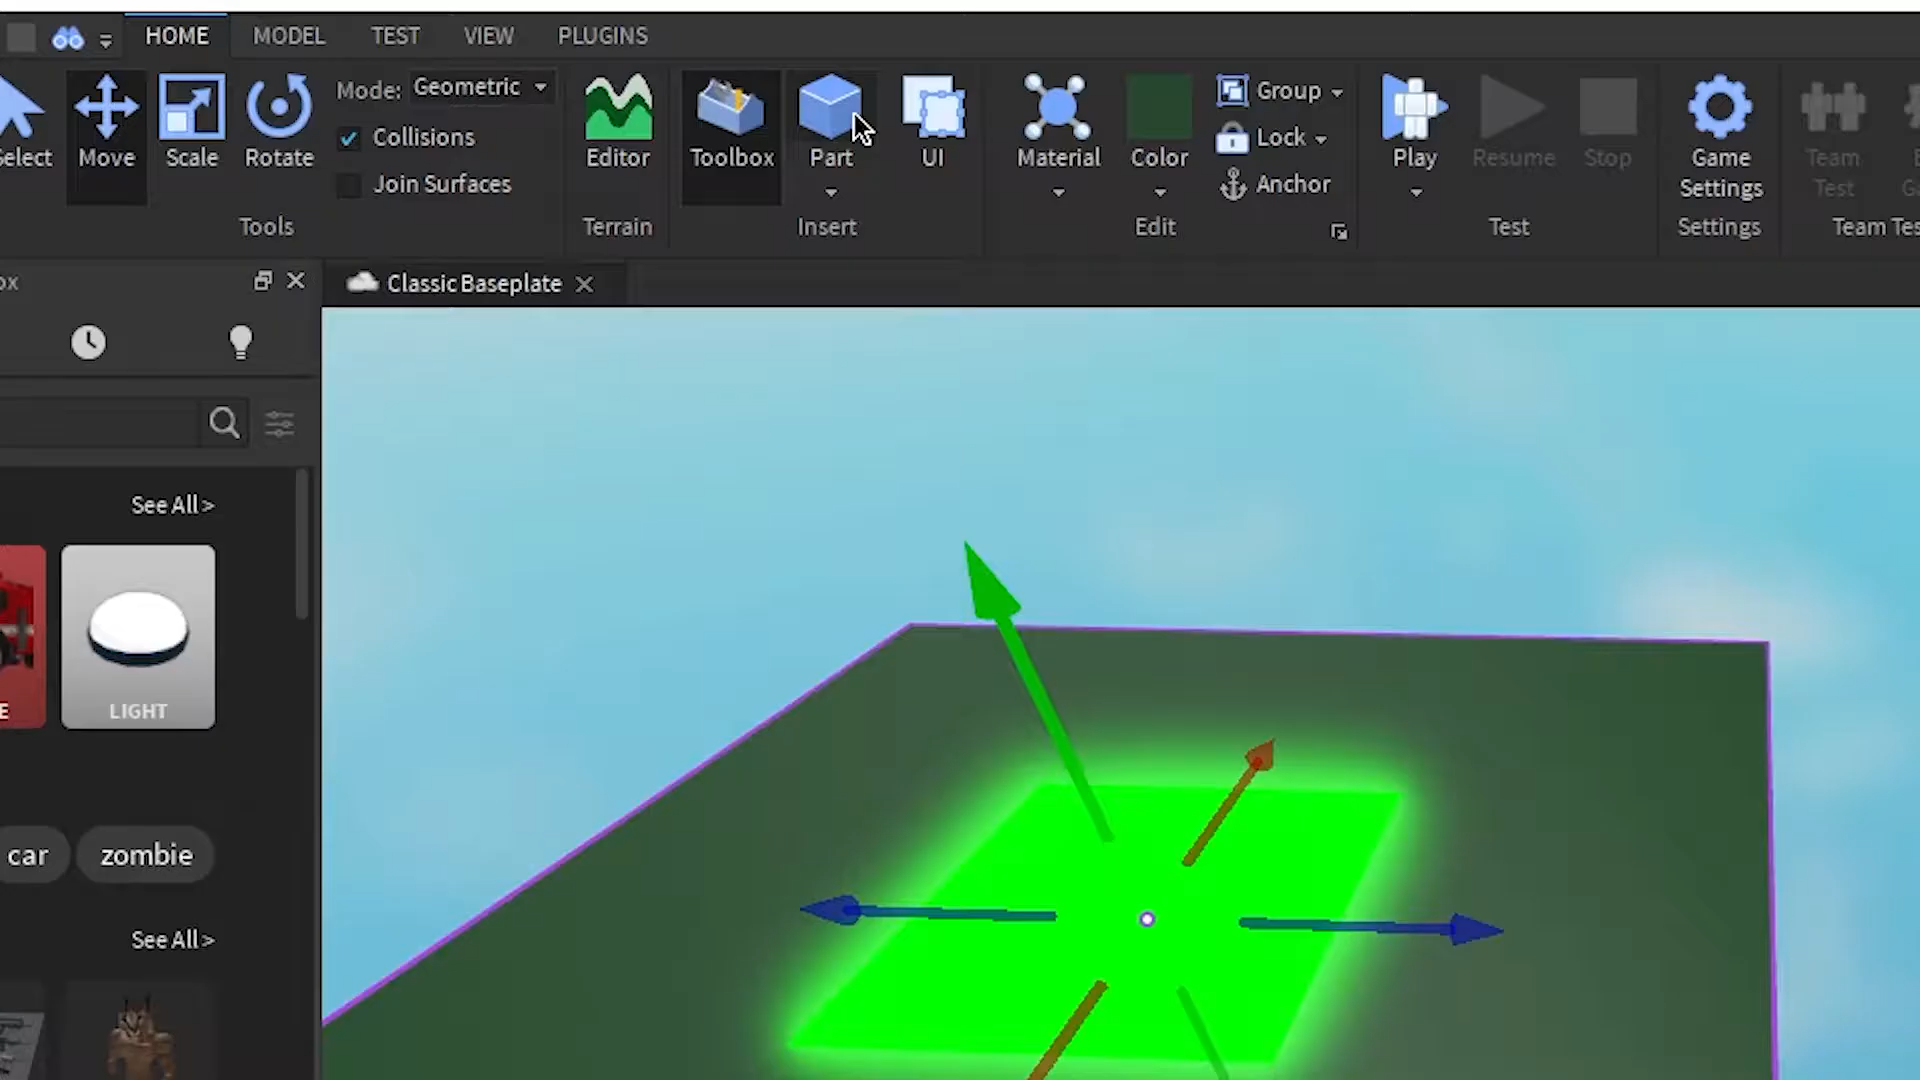 HOME MODEL TEST VIEW PLUGINS
Select Move Scale Rotate
Mode: Geometric
Collisions
Join Surfaces
Tools
Editor
Terrain
Toolbox Part UI
Insert
Material Color
Group
Lock
Anchor
Edit
Play Resume Stop
Test
Game
Settings
Settings
Team
Test
Team Tes
ox
Classic Baseplate
See All >
E
LIGHT
car zombie
See All >